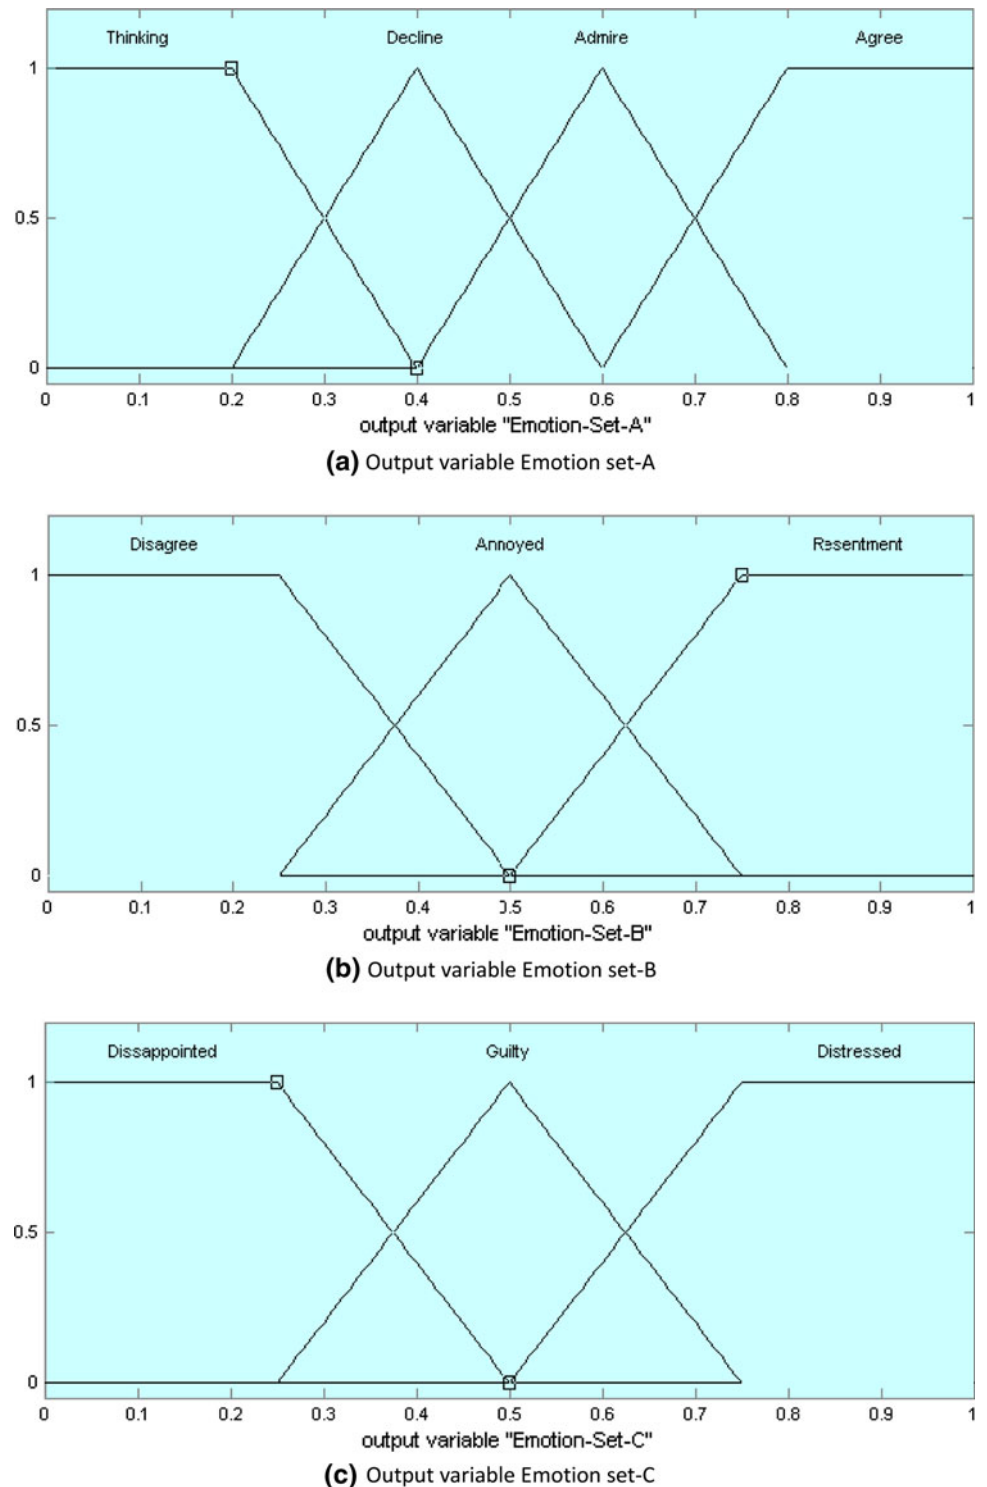 Thinking Decline Admire Agree
1
0.5
0
0 0.1 0.2 0.3 0.4 0.5 0.6 0.7 0.8 0.9 1
output variable "Emotion-Set-A"
(a) Output variable Emotion set-A
Disagree Annoyed Resentment
1
0.5
0
0 0.1 0.2 0.3 0.4 0.5 0.6 0.7 0.8 0.9 1
output variable "Emotion-Set-B"
(b) Output variable Emotion set-B
Dissappointed Guilty Distressed
1
0.5
0
0 0.1 0.2 0.3 0.4 0.5 0.6 0.7 0.8 0.9 1
output variable "Emotion-Set-C"
(c) Output variable Emotion set-C